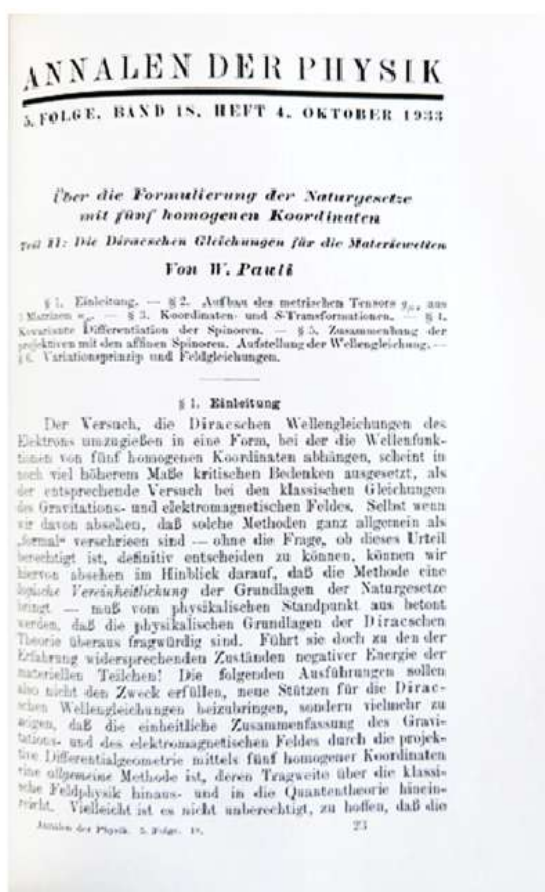 ANNALEN DER PHYSIK
5. FOLGE. BAND 18. HEFT 4. OKTOBER 1933
Über die Formulierung der Naturgesetze
mit fünf homogenen Koordinaten
Teil II: Die Diracschen Gleichungen für die Materiewellen
Von W. Pauli
§ 1. Einleitung. — § 2. Aufbau des metrischen Tensors aus
Matrizen — § 3. Koordinaten- und S-Transformationen. — § 4.
Kovariante Differentiation der Spinoren. — § 5. Zusammenhang der
projektiven mit den affinen Spinoren. Aufstellung der Wellengleichung. —
§ 6. Variationsprinzip und Feldgleichungen.
§ 1. Einleitung
Der Versuch, die Diracschen Wellengleichungen des
Elektrons umzugießen in eine Form, bei der die Wellenfunk-
tionen von fünf homogenen Koordinaten abhängen, scheint in
noch viel höherem Maße kritischen Bedenken ausgesetzt, als
der entsprechende Versuch bei den klassischen Gleichungen
des Gravitations- und elektromagnetischen Feldes. Selbst wenn
wir davon absehen, daß solche Methoden ganz allgemein als
„formal“ verschrieen sind — ohne die Frage, ob dieses Urteil
berechtigt ist, definitiv entscheiden zu können, können wir
hiervon absehen im Hinblick darauf, daß die Methode eine
logische Vereinheitlichung der Grundlagen der Naturgesetze
bringt — muß vom physikalischen Standpunkt aus betont
werden, daß die physikalischen Grundlagen der Diracschen
Theorie überaus fragwürdig sind. Führt sie doch zu den der
Erfahrung widersprechenden Zuständen negativer Energie der
materiellen Teilchen! Die folgenden Ausführungen sollen
also nicht den Zweck erfüllen, neue Stützen für die Dirac-
schen Wellengleichungen beizubringen, sondern vielmehr zu
zeigen, daß die einheitliche Zusammenfassung des Gravi-
tations- und des elektromagnetischen Feldes durch die projek-
tive Differentialgeometrie mittels fünf homogener Koordinaten
eine allgemeine Methode ist, deren Tragweite über die klassi-
sche Feldphysik hinaus- und in die Quantentheorie hinein-
reicht. Vielleicht ist es nicht unberechtigt, zu hoffen, daß die
Annalen der Physik. 5. Folge. 18. 23